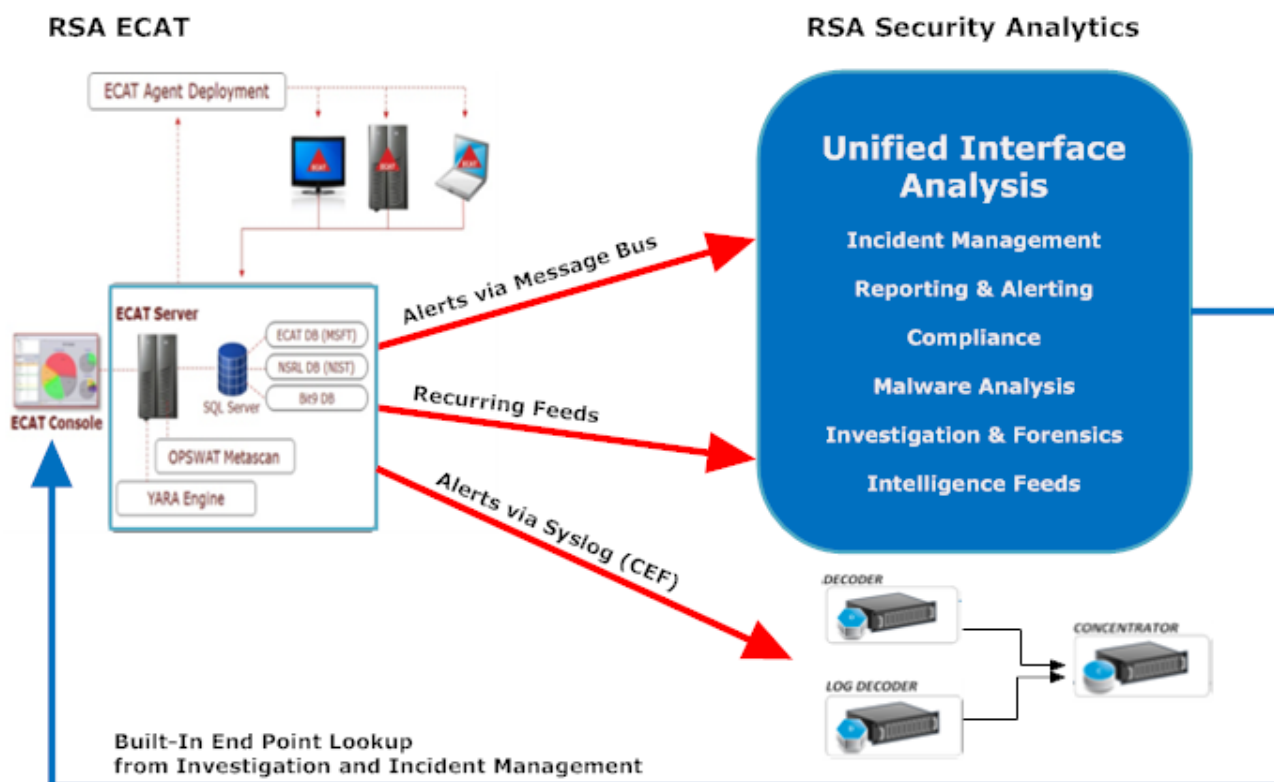 RSA ECAT
RSA Security Analytics
ECAT Agent Deployment
ECAT
ECAT
ECAT
ECAT Server
ECAT DB (MSFT)
NSRL DB (NIST)
Bit9 DB
SQL Server
ECAT Console
OPSWAT Metascan
YARA Engine
Alerts via Message Bus
Recurring Feeds
Alerts via Syslog (CEF)
Unified Interface
Analysis
Incident Management
Reporting & Alerting
Compliance
Malware Analysis
Investigation & Forensics
Intelligence Feeds
DECODER
CONCENTRATOR
LOG DECODER
Built-In End Point Lookup
from Investigation and Incident Management